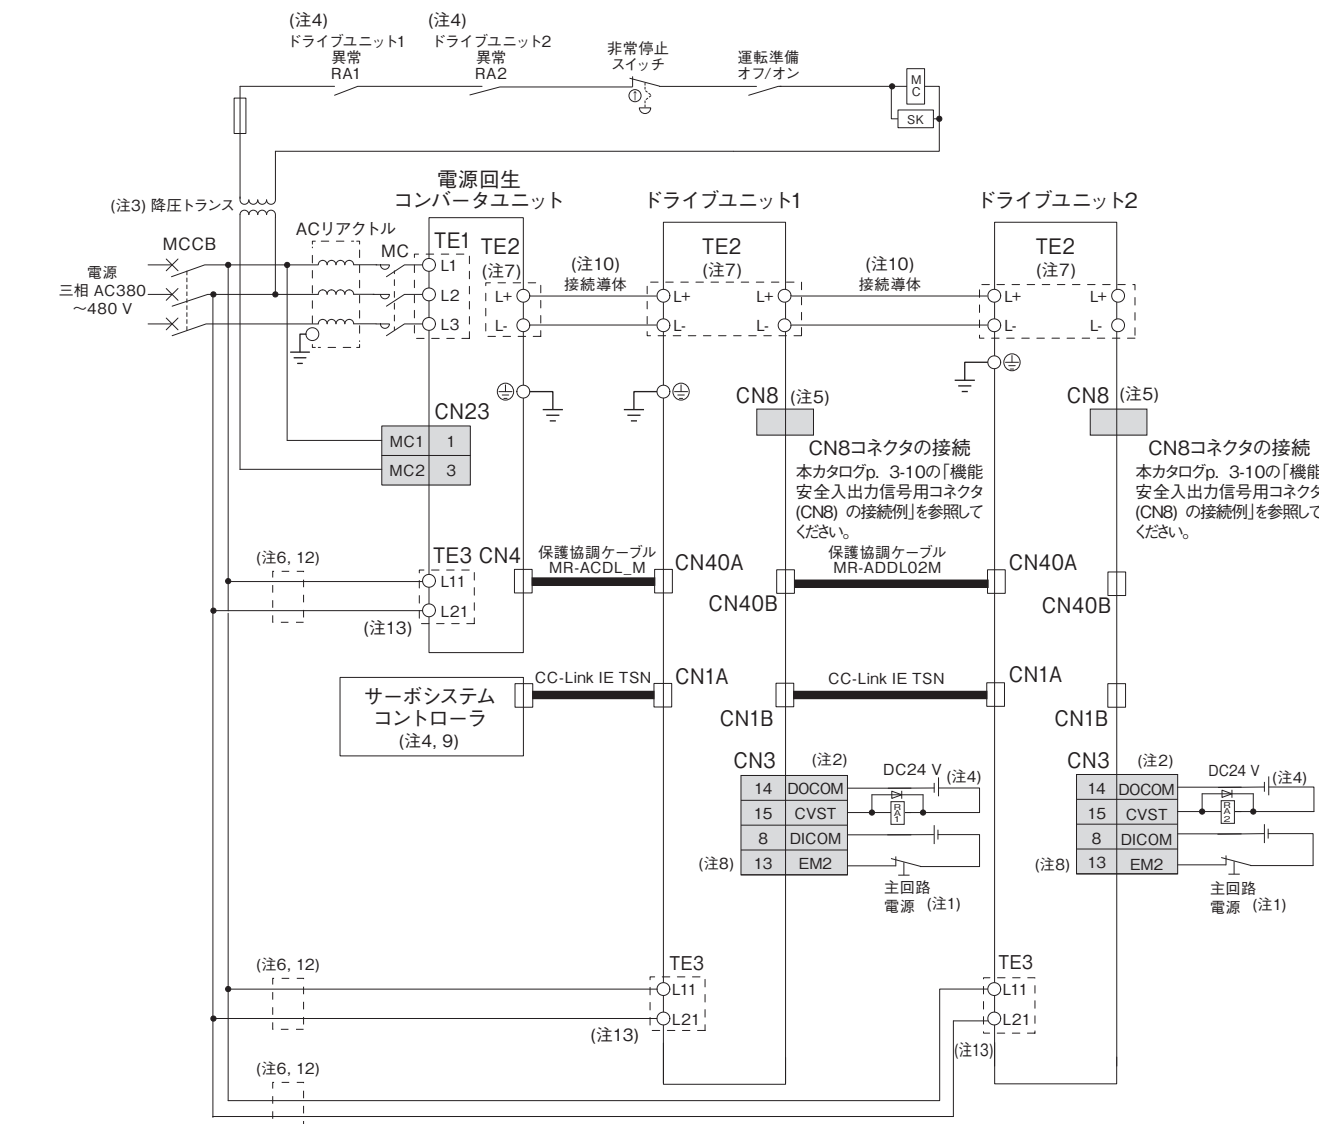 (注4)
ドライブユニット1
異常
RA1
(注4)
ドライブユニット2
異常
RA2
非常停止
スイッチ
運転準備
オフ/オン
MC
SK
(注3) 降圧トランス
MCCB
電源
三相 AC380
～480 V
ACリアクトル
MC
電源回生
コンバータユニット
TE1
L1
L2
L3
TE2
(注7)
L+
L-
(注10)
接続導体
ドライブユニット1
TE2
(注7)
L+
L+
L-
L-
(注10)
接続導体
ドライブユニット2
TE2
(注7)
L+
L+
L-
L-
CN23
MC1 1
MC2 3
CN8 (注5)
CN8コネクタの接続
本カタログp. 3-10の「機能
安全入出力信号用コネクタ
(CN8) の接続例」を参照して
ください。
CN8 (注5)
CN8コネクタの接続
本カタログp. 3-10の「機能
安全入出力信号用コネクタ
(CN8) の接続例」を参照して
ください。
(注6, 12)
TE3
L11
L21
(注13)
CN4
保護協調ケーブル
MR-ACDL_M
CN40A
CN40B
保護協調ケーブル
MR-ADDL02M
CN40A
CN40B
サーボシステム
コントローラ
(注4, 9)
CC-Link IE TSN
CN1A
CN1B
CC-Link IE TSN
CN1A
CN1B
CN3
(注2)
14 DOCOM
15 CVST
8 DICOM
13 EM2
(注8)
DC24 V
(注4)
RA1
主回路
電源 (注1)
CN3
(注2)
14 DOCOM
15 CVST
8 DICOM
13 EM2
(注8)
DC24 V
(注4)
RA2
主回路
電源 (注1)
(注6, 12)
TE3
L11
L21
(注13)
TE3
L11
L21
(注13)
(注6, 12)